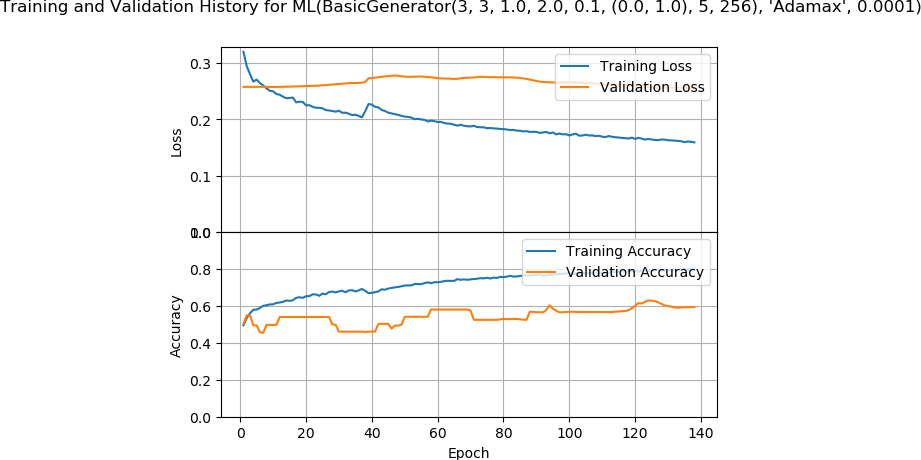 Training and Validation History for ML(BasicGenerator(3, 3, 1.0, 2.0, 0.1, (0.0, 1.0), 5, 256), 'Adamax', 0.0001)
0.3
0.2
0.1
Loss
Training Loss
Validation Loss
1.0
0.8
0.6
0.4
0.2
0.0
Accuracy
Training Accuracy
Validation Accuracy
0 20 40 60 80 100 120 140
Epoch